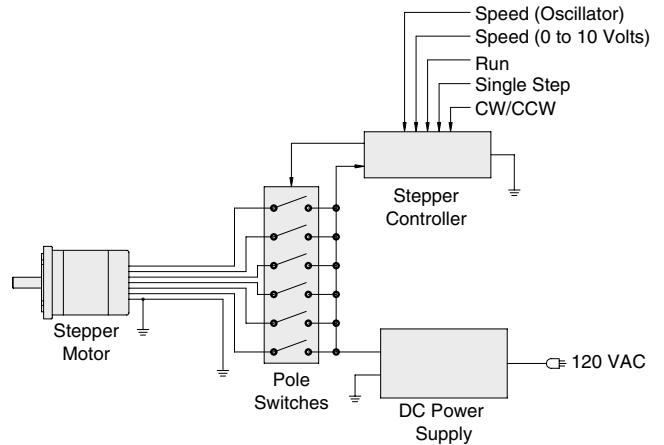 Speed (Oscillator)
Speed (0 to 10 Volts)
Run
Single Step
CW/CCW
Stepper
Controller
Stepper
Motor
Pole
Switches
120 VAC
DC Power
Supply